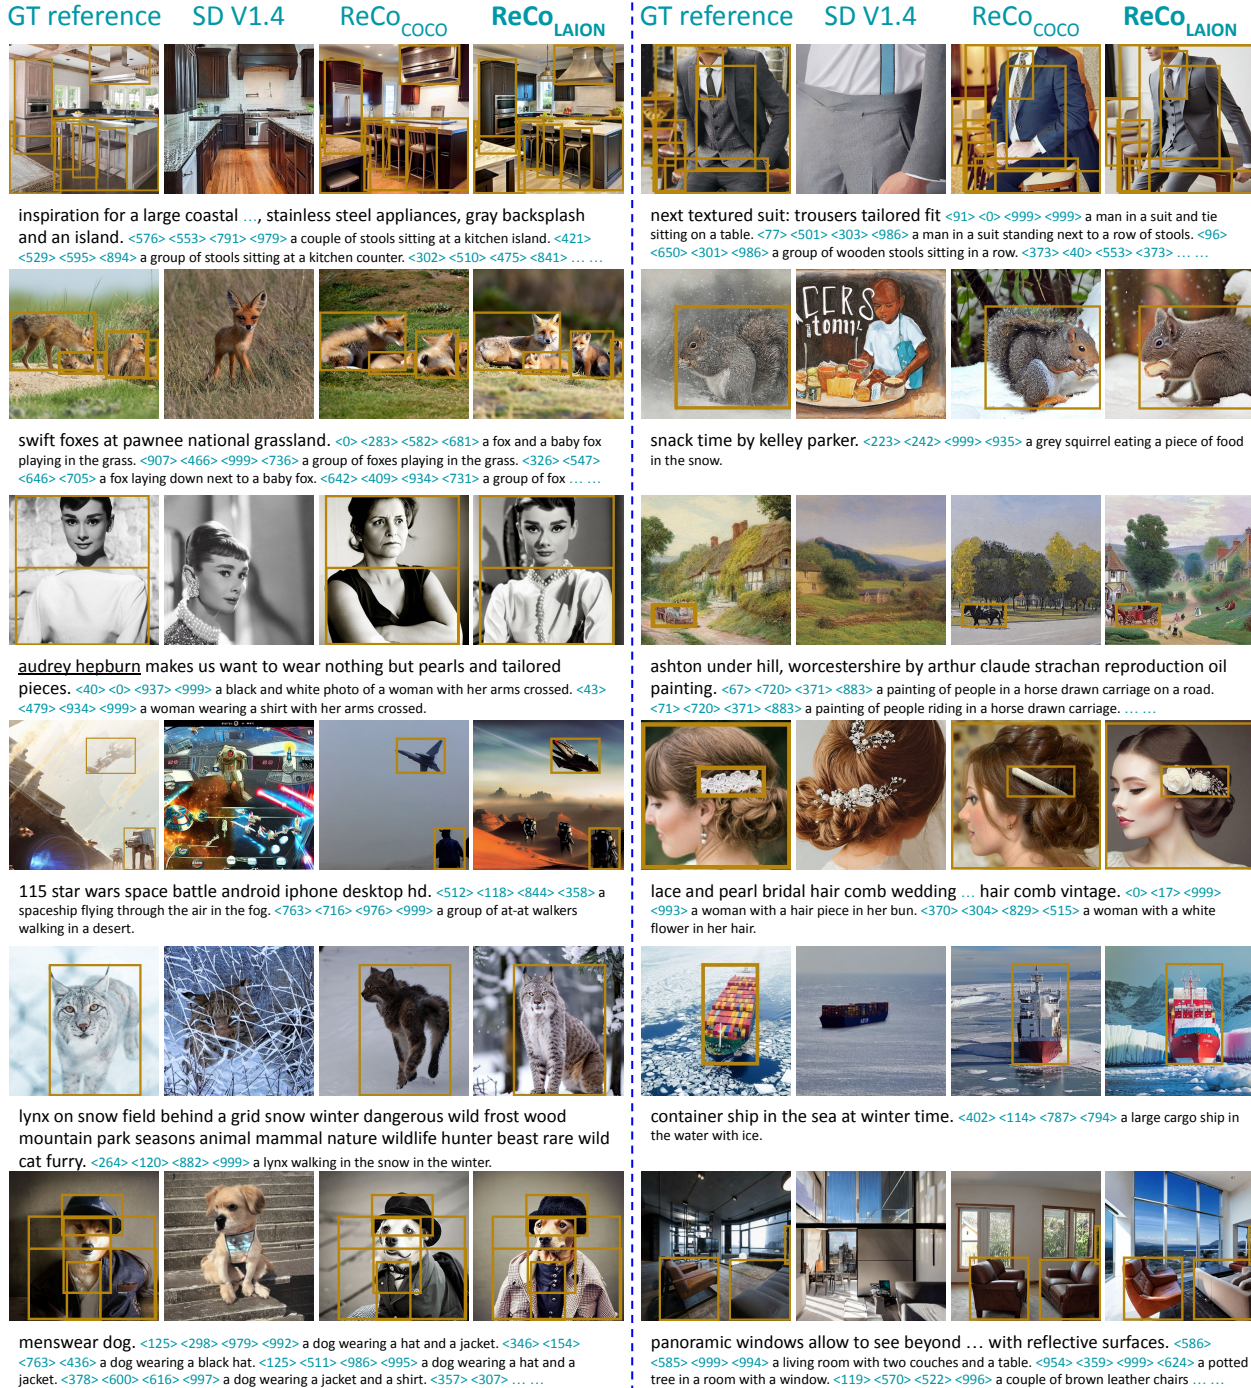 GT reference SD V1.4 ReCo COCO ReCo LAION
inspiration for a large coastal ..., stainless steel appliances, gray backsplash
and an island. <576> <553> <791> <979> a couple of stools sitting at a kitchen island. <421>
<529> <595> <894> a group of stools sitting at a kitchen counter. <302> <510> <475> <841> ... ...
swift foxes at pawnee national grassland. <0> <283> <582> <681> a fox and a baby fox
playing in the grass. <907> <466> <999> <736> a group of foxes playing in the grass. <326> <547>
<646> <705> a fox laying down next to a baby fox. <642> <409> <934> <731> a group of fox ... ...
audrey hepburn makes us want to wear nothing but pearls and tailored
pieces. <40> <0> <937> <999> a black and white photo of a woman with her arms crossed. <43>
<479> <934> <999> a woman wearing a shirt with her arms crossed.
115 star wars space battle android iphone desktop hd. <512> <118> <844> <358> a
spaceship flying through the air in the fog. <763> <716> <976> <999> a group of at-at walkers
walking in a desert.
lynx on snow field behind a grid snow winter dangerous wild frost wood
mountain park seasons animal mammal nature wildlife hunter beast rare wild
cat furry. <264> <120> <882> <999> a lynx walking in the snow in the winter.
menswear dog. <125> <298> <979> <992> a dog wearing a hat and a jacket. <346> <154>
<763> <436> a dog wearing a black hat. <125> <511> <986> <995> a dog wearing a hat and a
jacket. <378> <600> <616> <997> a dog wearing a jacket and a shirt. <357> <307> ... ...
GT reference SD V1.4 ReCo COCO ReCo LAION
next textured suit: trousers tailored fit <91> <0> <999> <999> a man in a suit and tie
sitting on a table. <77> <501> <303> <986> a man in a suit standing next to a row of stools. <96>
<650> <301> <986> a group of wooden stools sitting in a row. <373> <40> <553> <373> ... ...
CERS
tomy!
snack time by kelley parker. <223> <242> <999> <935> a grey squirrel eating a piece of food
in the snow.
ashton under hill, worcestershire by arthur claude strachan reproduction oil
painting. <67> <720> <371> <883> a painting of people in a horse drawn carriage on a road.
<71> <720> <371> <883> a painting of people riding in a horse drawn carriage. ... ...
lace and pearl bridal hair comb wedding ... hair comb vintage. <0> <17> <999>
<993> a woman with a hair piece in her bun. <370> <304> <829> <515> a woman with a white
flower in her hair.
container ship in the sea at winter time. <402> <114> <787> <794> a large cargo ship in
the water with ice.
panoramic windows allow to see beyond ... with reflective surfaces. <586>
<585> <999> <994> a living room with two couches and a table. <954> <359> <999> <624> a potted
tree in a room with a window. <119> <570> <522> <996> a couple of brown leather chairs ... ...